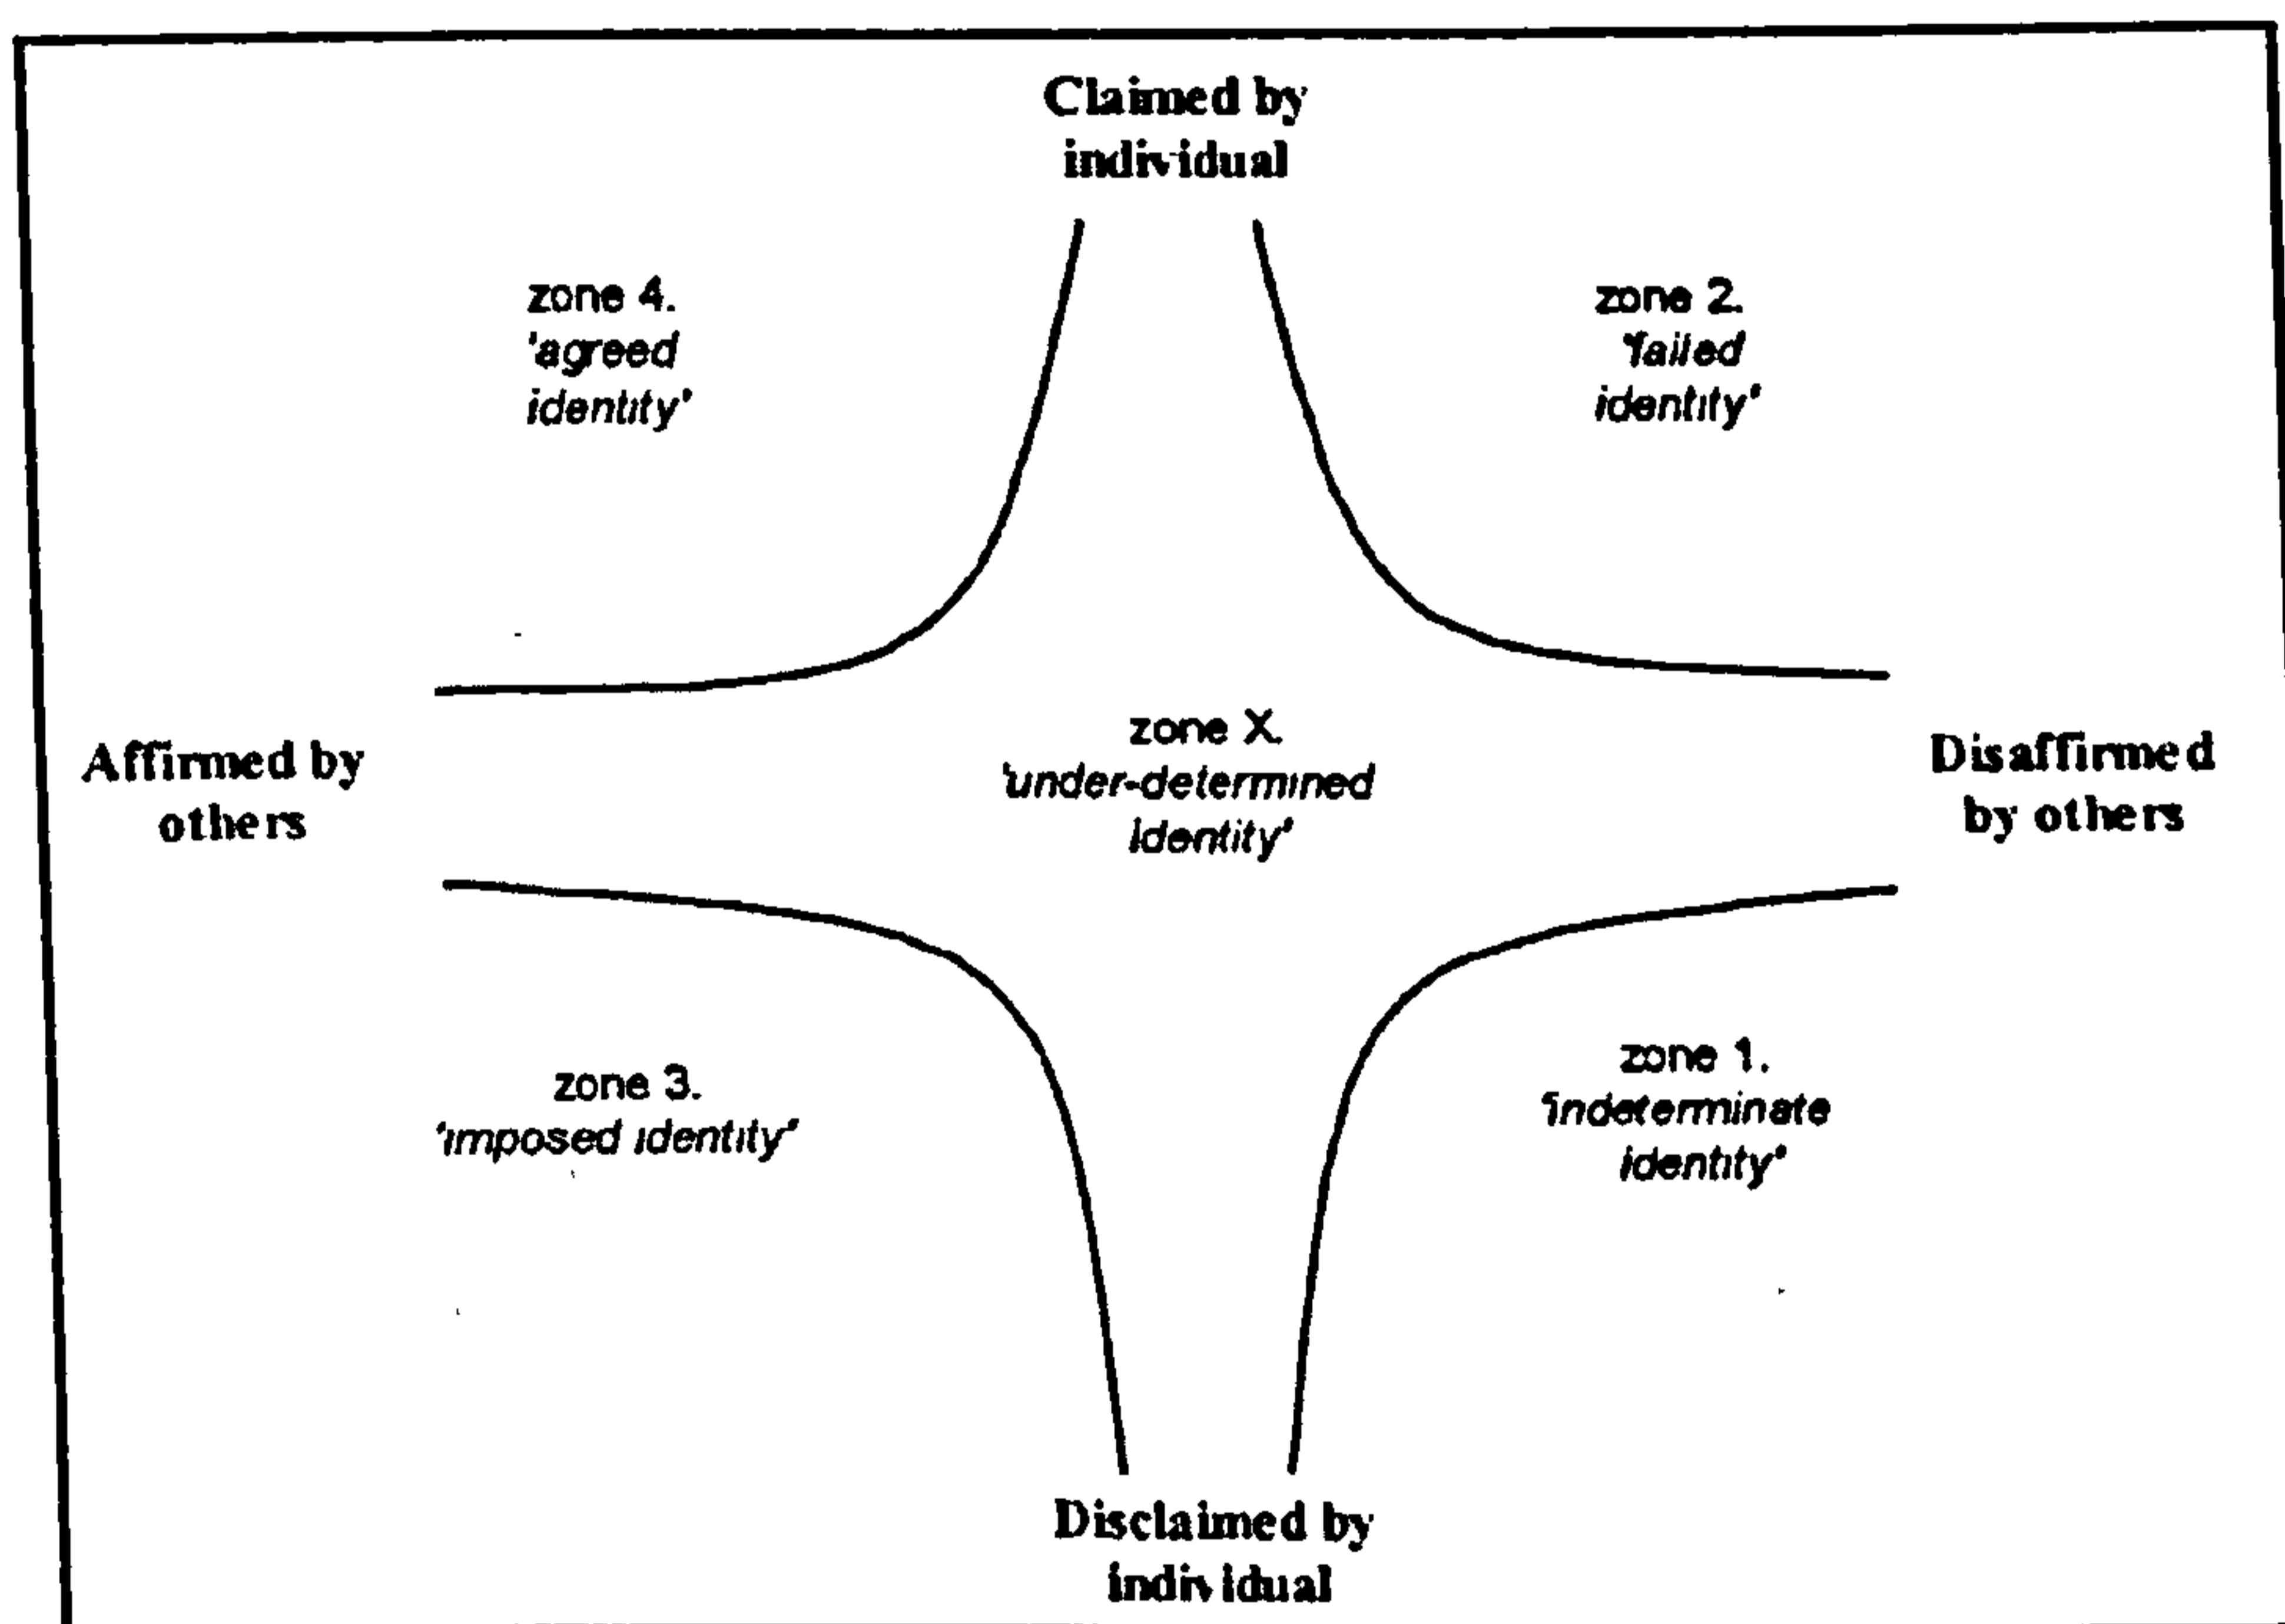 Claimed by
individual
zone 4.
'agreed
identity'
zone 2.
'failed
identity'
Affirmed by
others
zone X.
'under-determined
identity'
Disaffirmed
by others
zone 3.
'imposed identity'
zone 1.
'indeterminate
identity'
Disclaimed by
individual